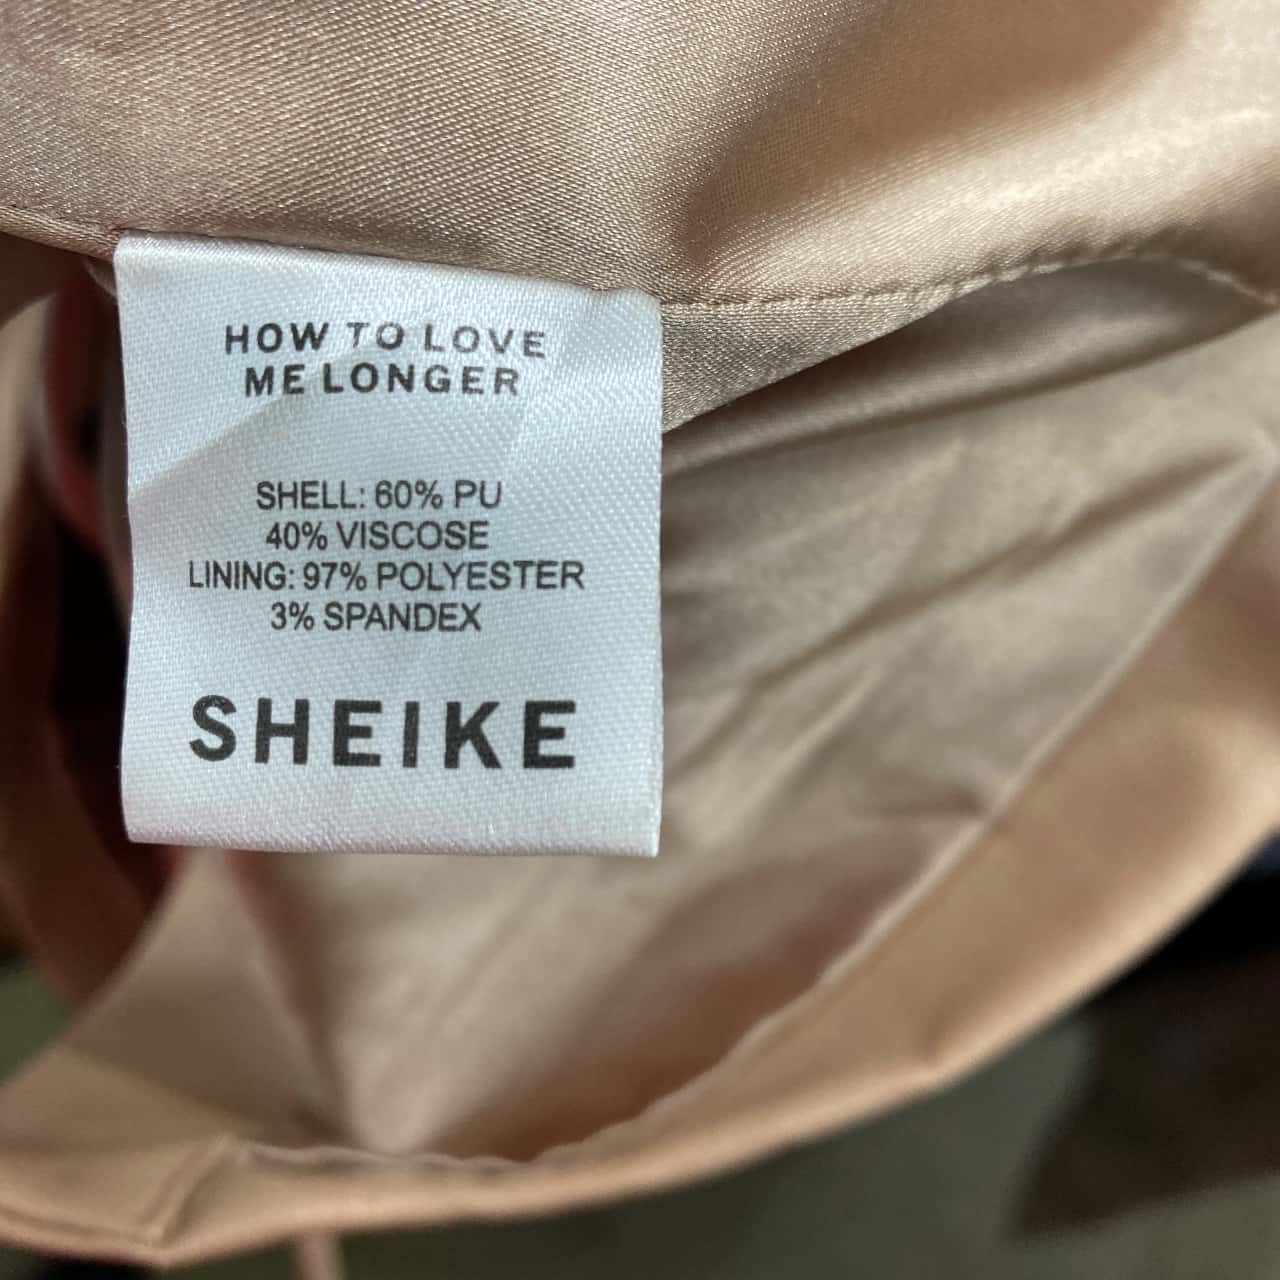 HOW TO LOVE
ME LONGER
SHELL: 60% PU
40% VISCOSE
LINING: 97% POLYESTER
3% SPANDEX
SHEIKE